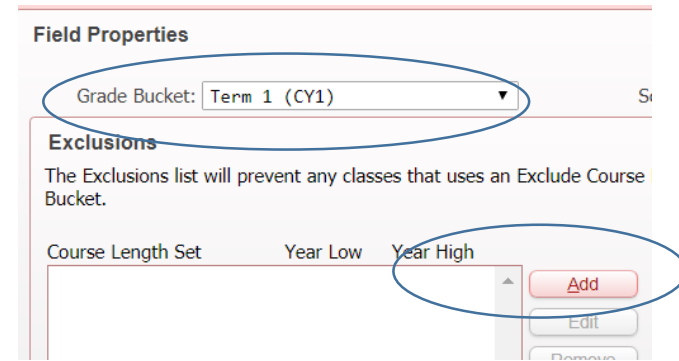 Field Properties
Grade Bucket: Term 1 (CY1)
Exclusions
The Exclusions list will prevent any classes that uses an Exclude Course
Bucket.
Course Length Set Year Low Year High
Add
Edit
Remove